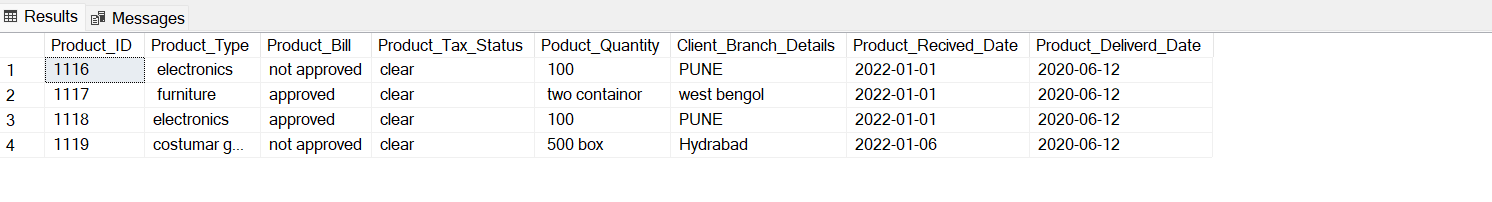 Results Messages
Product_ID Product_Type Product_Bill Product_Tax_Status Poduct_Quantity Client_Branch_Details Product_Recived_Date Product_Deliverd_Date
1 1116 electronics not approved clear 100 PUNE 2022-01-01 2020-06-12
2 1117 furniture approved clear two containor west bengol 2022-01-01 2020-06-12
3 1118 electronics approved clear 100 PUNE 2022-01-01 2020-06-12
4 1119 costumar g... not approved clear 500 box Hydrabad 2022-01-06 2020-06-12